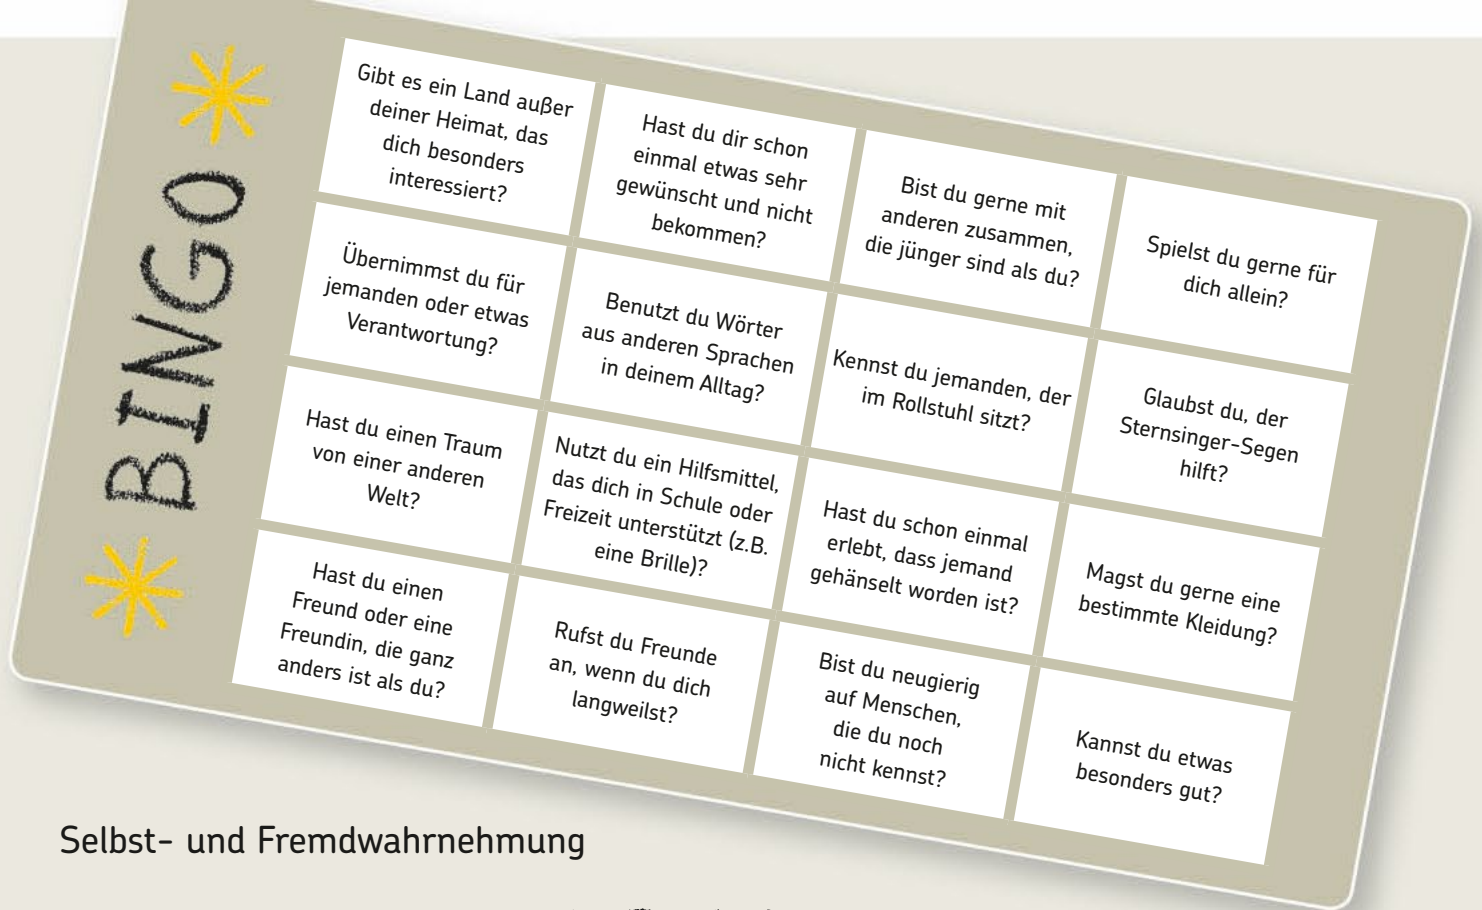 BINGO
Gibt es ein Land außer
deiner Heimat, das
dich besonders
interessiert?
Hast du dir schon
einmal etwas sehr
gewünscht und nicht
bekommen?
Bist du gerne mit
anderen zusammen,
die jünger sind als du?
Spielst du gerne für
dich allein?
Übernimmst du für
jemanden oder etwas
Verantwortung?
Benutzt du Wörter
aus anderen Sprachen
in deinem Alltag?
Kennst du jemanden, der
im Rollstuhl sitzt?
Glaubst du, der
Sternsinger-Segen
hilft?
Hast du einen Traum
von einer anderen
Welt?
Nutzt du ein Hilfsmittel,
das dich in Schule oder
Freizeit unterstützt (z.B.
eine Brille)?
Hast du schon einmal
erlebt, dass jemand
gehänselt worden ist?
Magst du gerne eine
bestimmte Kleidung?
Hast du einen
Freund oder eine
Freundin, die ganz
anders ist als du?
Rufst du Freunde
an, wenn du dich
langweilst?
Bist du neugierig
auf Menschen,
die du noch
nicht kennst?
Kannst du etwas
besonders gut?
Selbst- und Fremdwahrnehmung